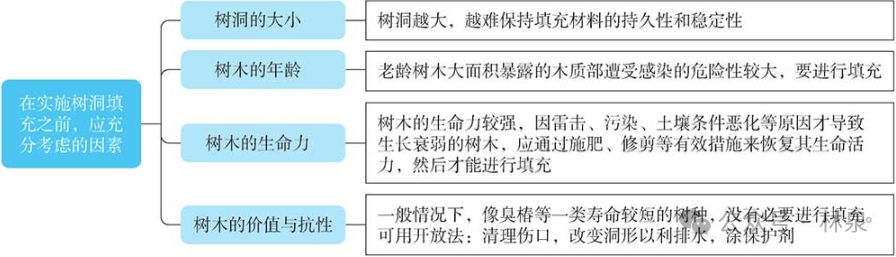 在实施树洞填
充之前，应充
分考虑的因素
树洞的大小
树洞越大，越难保持填充材料的持久性和稳定性
树木的年龄
老龄树木大面积暴露的木质部遭受感染的危险性较大，要进行填充
树木的生命力
树木的生命力较强，因雷击、污染、土壤条件恶化等原因才导致
生长衰弱的树木，应通过施肥、修剪等有效措施来恢复其生命活
力，然后才能进行填充
树木的价值与抗性
一般情况下，像臭椿等一类寿命较短的树种，没有必要进行填充
可用开放法：清理伤口，改变洞形以利排水，涂保护剂
公众号·林泉